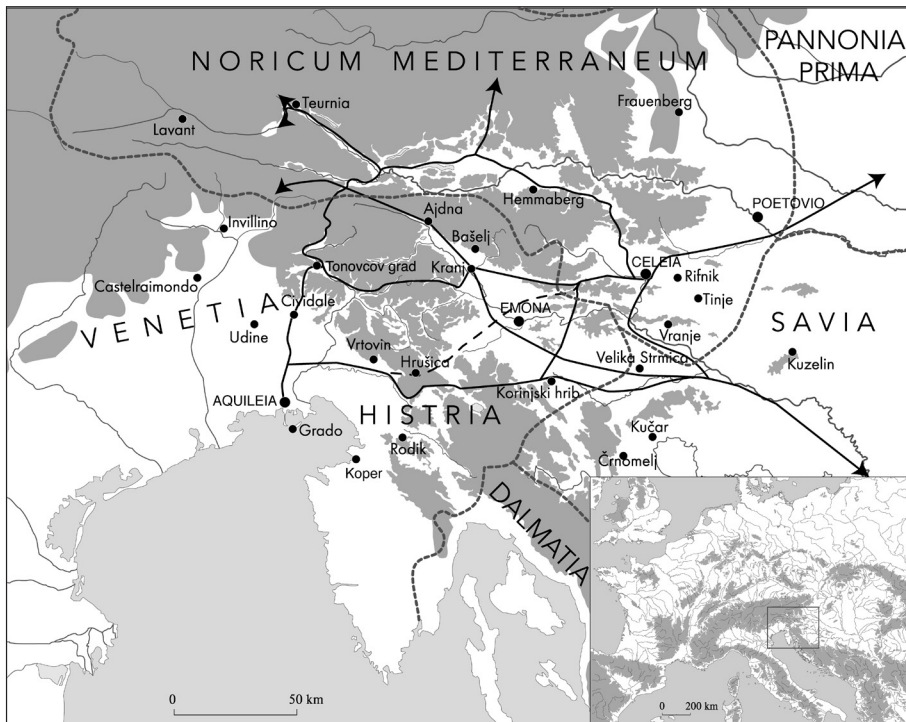 NORICUM MEDITERRANEUM
PANNONIA
PRIMA
Teurnia
Lavant
Frauenberg
Hemmaberg
POETOVIO
Invillino
Ajdna
Bašelj
Kranj
CELEIA
Rifnik
Tonovcov grad
Castelraimondo
Tinje
VENETIA
Cividale
EMONA
Udine
Vranje
SAVIA
Vrtovin
Hrušica
Velika Strmica
Kuzelin
Korinjski hrib
AQUILEIA
HISTRIA
Grado
Rodik
Kučar
Koper
Črnomelj
DALMATIA
0 50 km
0 200 km